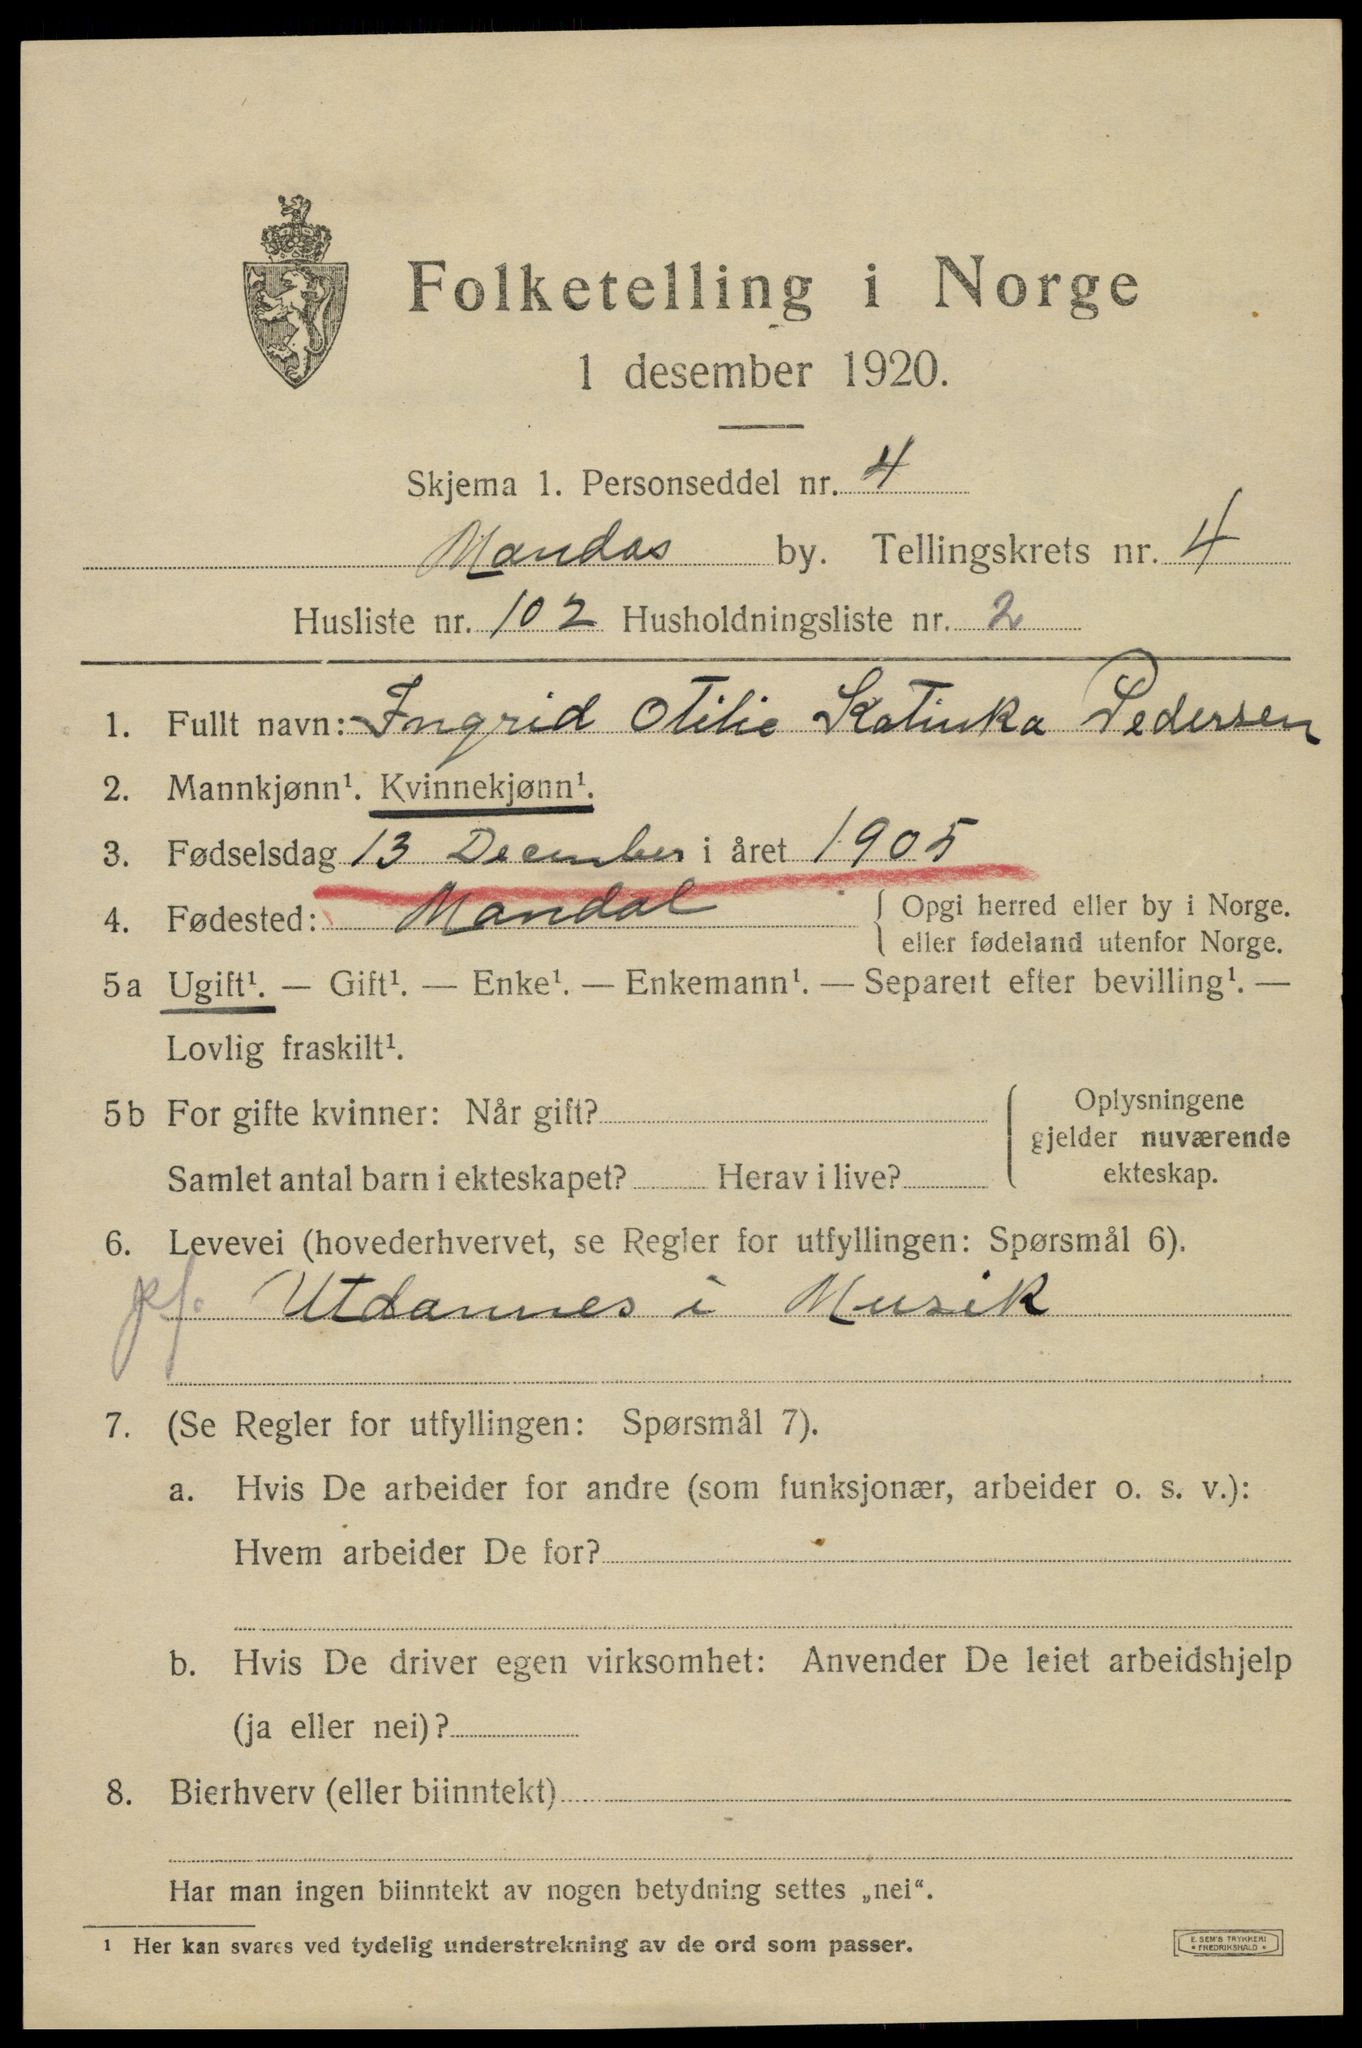 Folketelling i Norge
1 desember 1920.
Skjema 1. Personseddel nr. 4
Mandas by. Tellingskrets nr. 4
Husliste nr. 102 Husholdningsliste nr. 2
1. Fullt navn: Ingrid Otilie Katinka Pedersen
2. Mannkjønn¹. Kvinnekjønn¹.
3. Fødselsdag 13 December i året 1905
4. Fødested: Mandal { Opgi herred eller by i Norge.
eller fødeland utenfor Norge.
5a Ugift¹. — Gift¹. — Enke¹. — Enkemann¹. — Separert efter bevilling¹. —
Lovlig fraskilt¹.
5b For gifte kvinner: Når gift?
Samlet antal barn i ekteskapet? Herav i live?
Oplysningene
gjelder nuværende
ekteskap.
6. Levevei (hovederhvervet, se Regler for utfyllingen: Spørsmål 6).
pf. Utdannes i Musik
7. (Se Regler for utfyllingen: Spørsmål 7).
a. Hvis De arbeider for andre (som funksjonær, arbeider o. s. v.):
Hvem arbeider De for?
b. Hvis De driver egen virksomhet: Anvender De leiet arbeidshjelp
(ja eller nei)?
8. Bierhverv (eller biinntekt)
Har man ingen biinntekt av nogen betydning settes „nei“.
¹ Her kan svares ved tydelig understrekning av de ord som passer.
E. SEM'S TRYKKERI
* FREDRIKSHALD *